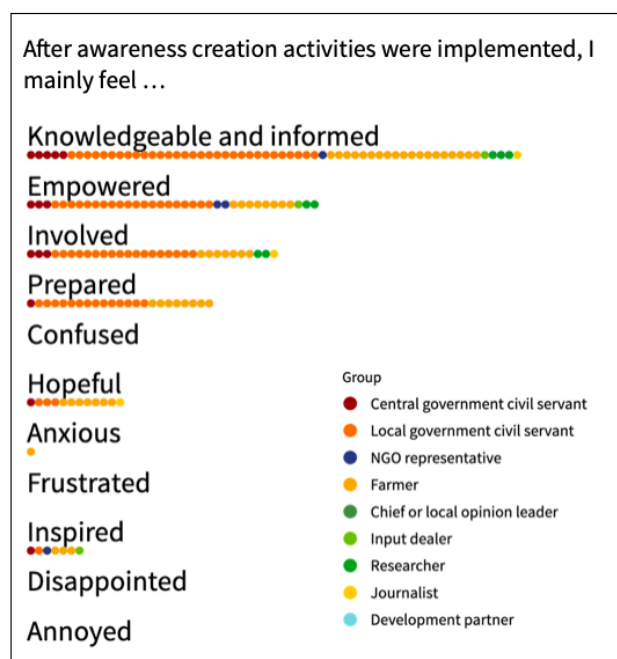 After awareness creation activities were implemented, I
mainly feel …
Knowledgeable and informed
Empowered
Involved
Prepared
Confused
Hopeful
Anxious
Frustrated
Inspired
Disappointed
Annoyed
Group
Central government civil servant
Local government civil servant
NGO representative
Farmer
Chief or local opinion leader
Input dealer
Researcher
Journalist
Development partner